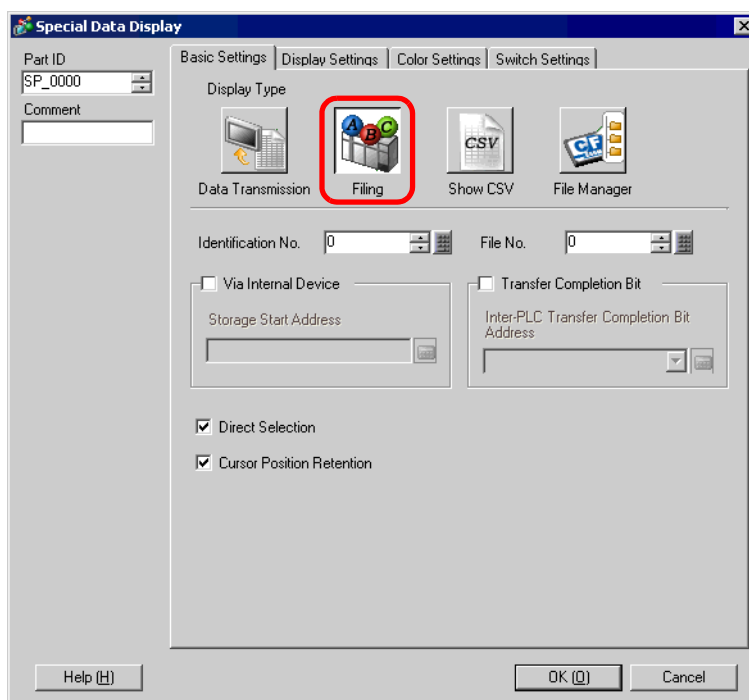 Special Data Display
Part ID
SP_0000
Comment
Basic Settings
Display Settings
Color Settings
Switch Settings
Display Type
A B C
CSV
CF
Data Transmission
Filing
Show CSV
File Manager
Identification No.
0
File No.
0
Via Internal Device
Storage Start Address
Transfer Completion Bit
Inter-PLC Transfer Completion Bit
Address
Direct Selection
Cursor Position Retention
Help (H)
OK (O)
Cancel